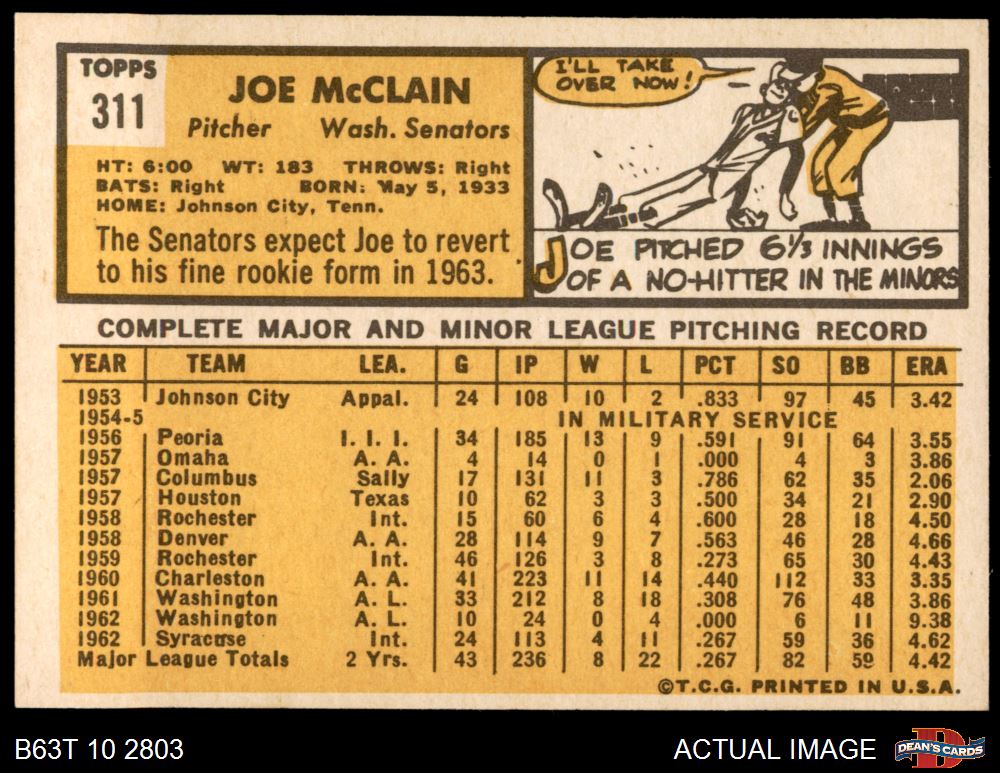 TOPPS
311
JOE McCLAIN
Pitcher Wash. Senators
HT: 6:00 WT: 183 THROWS: Right
BATS: Right BORN: May 5, 1933
HOME: Johnson City, Tenn.
The Senators expect Joe to revert
to his fine rookie form in 1963.
I'LL TAKE
OVER NOW!
JOE PITCHED 6⅓ INNINGS
OF A NO-HITTER IN THE MINORS
COMPLETE MAJOR AND MINOR LEAGUE PITCHING RECORD
YEAR TEAM LEA. G IP W L PCT SO BB ERA
1953 Johnson City Appal. 24 108 10 2 .833 97 45 3.42
1954-5 IN MILITARY SERVICE
1956 Peoria I. I. I. 34 185 13 9 .591 91 64 3.55
1957 Omaha A. A. 4 14 0 1 .000 4 3 3.86
1957 Columbus Sally 17 131 11 3 .786 62 35 2.06
1957 Houston Texas 10 62 3 3 .500 34 21 2.90
1958 Rochester Int. 15 60 6 4 .600 28 18 4.50
1958 Denver A. A. 28 114 9 7 .563 46 28 4.66
1959 Rochester Int. 46 126 3 8 .273 65 30 4.43
1960 Charleston A. A. 41 223 11 14 .440 112 33 3.35
1961 Washington A. L. 33 212 8 18 .308 76 48 3.86
1962 Washington A. L. 10 24 0 4 .000 6 11 9.38
1962 Syracuse Int. 24 113 4 11 .267 59 36 4.62
Major League Totals 2 Yrs. 43 236 8 22 .267 82 59 4.42
©T.C.G. PRINTED IN U.S.A.
B63T 10 2803 ACTUAL IMAGE
D
DEAN'S CARDS